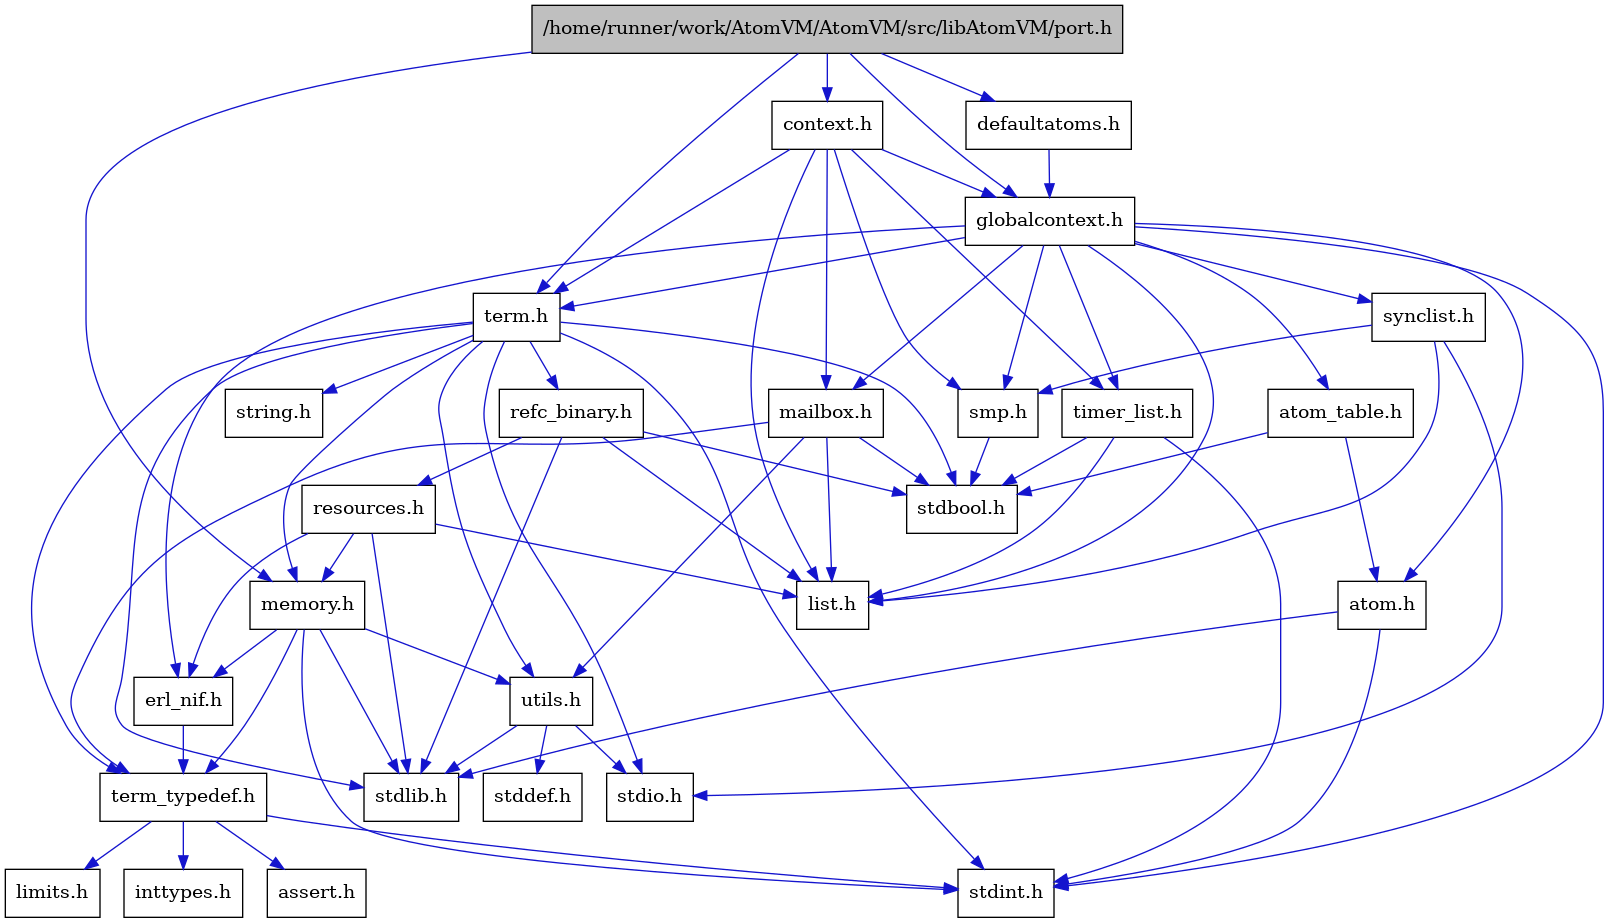 /home/runner/work/AtomVM/AtomVM/src/libAtomVM/port.h
context.h
defaultatoms.h
globalcontext.h
term.h
synclist.h
string.h
refc_binary.h
mailbox.h
smp.h
timer_list.h
atom_table.h
resources.h
stdbool.h
memory.h
list.h
atom.h
erl_nif.h
utils.h
term_typedef.h
stdlib.h
stddef.h
stdio.h
limits.h
inttypes.h
assert.h
stdint.h